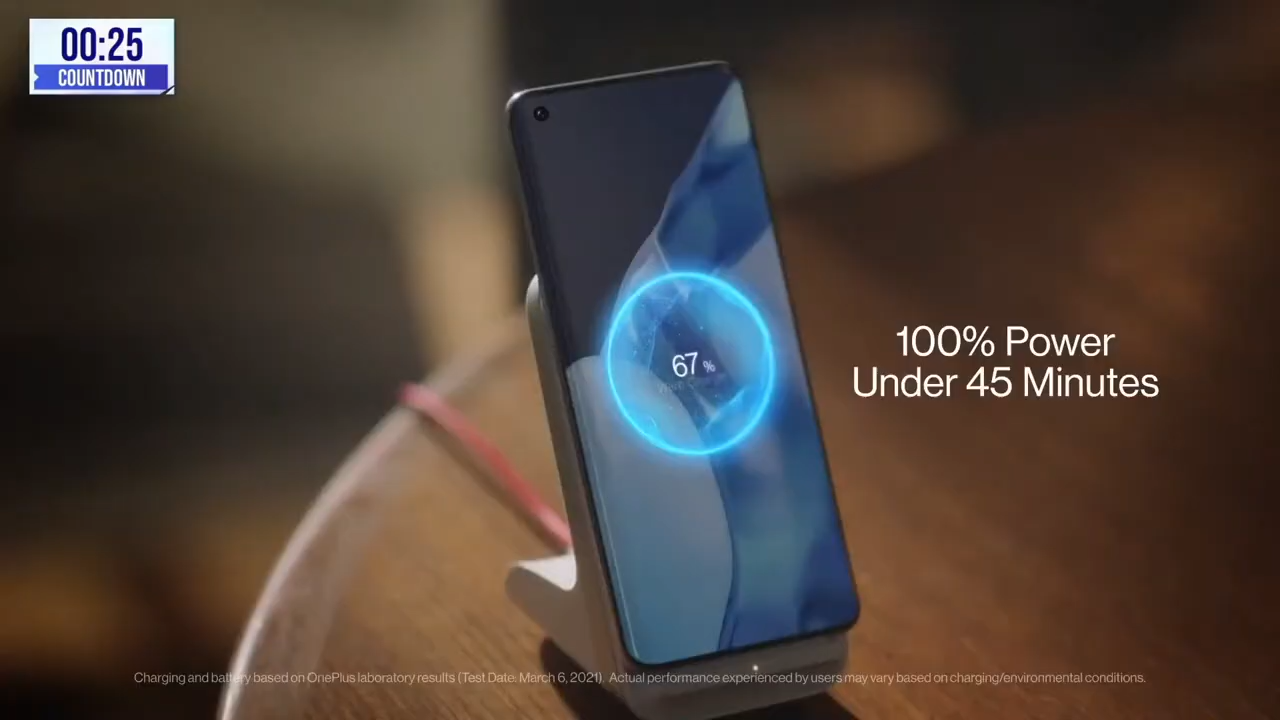 00:25
COUNTDOWN
67 %
100% Power
Under 45 Minutes
Charging and battery based on OnePlus laboratory results (Test Date: March 6, 2021). Actual performance experienced by users may vary based on charging/environmental conditions.